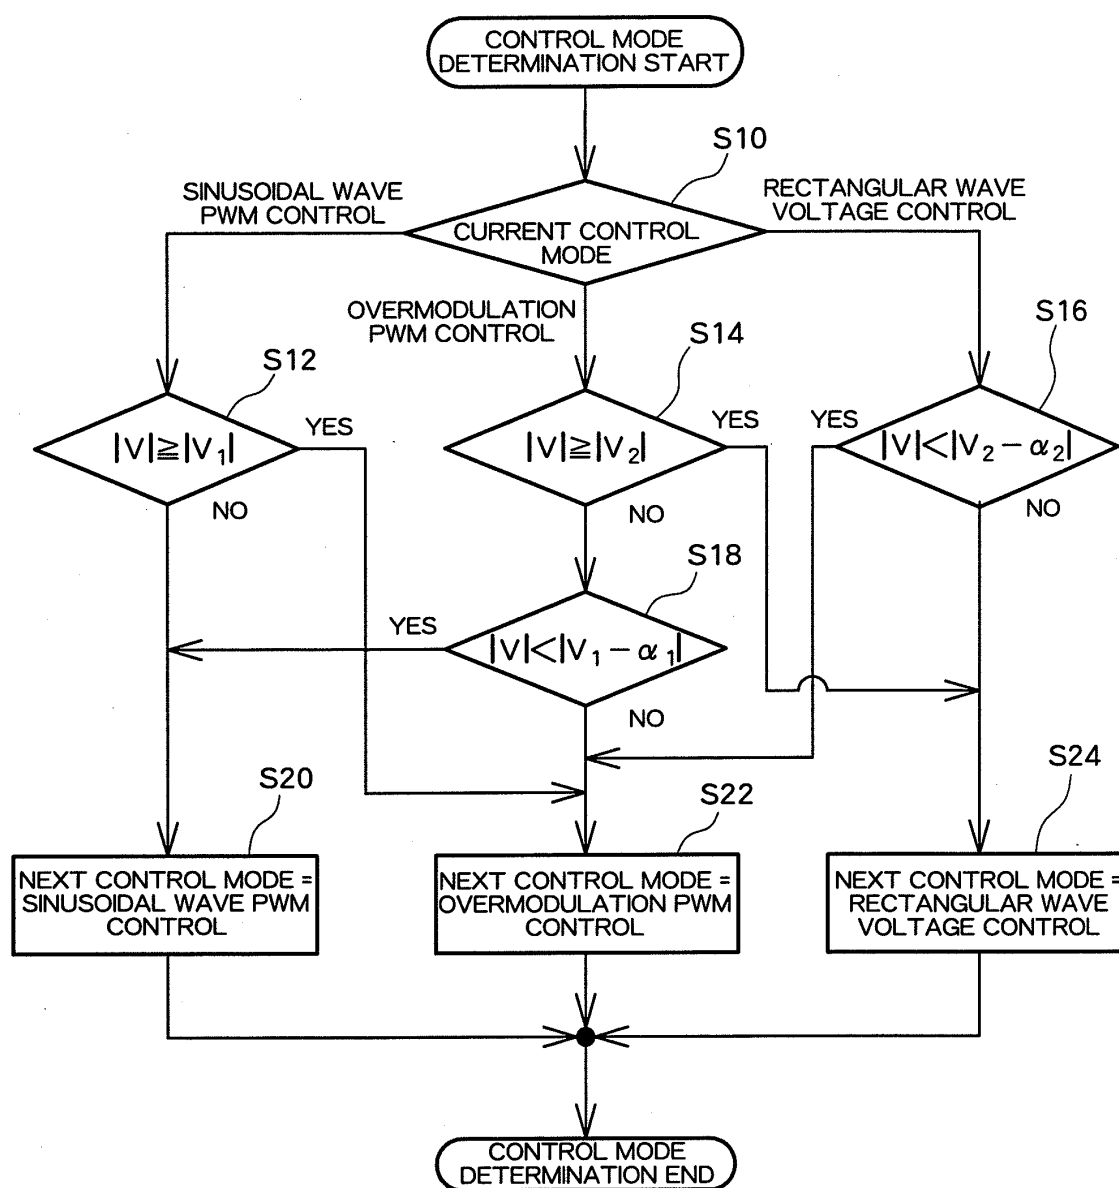 CONTROL MODE
DETERMINATION START
S10
SINUSOIDAL WAVE
PWM CONTROL
RECTANGULAR WAVE
VOLTAGE CONTROL
CURRENT CONTROL
MODE
OVERMODULATION
PWM CONTROL
S12
S14
S16
|V|≧|V₁|
YES
NO
|V|≧|V₂|
YES
NO
YES
|V|<|V₂−α₂|
NO
S18
YES
|V|<|V₁−α₁|
NO
S20
S22
S24
NEXT CONTROL MODE =
SINUSOIDAL WAVE PWM
CONTROL
NEXT CONTROL MODE =
OVERMODULATION PWM
CONTROL
NEXT CONTROL MODE =
RECTANGULAR WAVE
VOLTAGE CONTROL
CONTROL MODE
DETERMINATION END